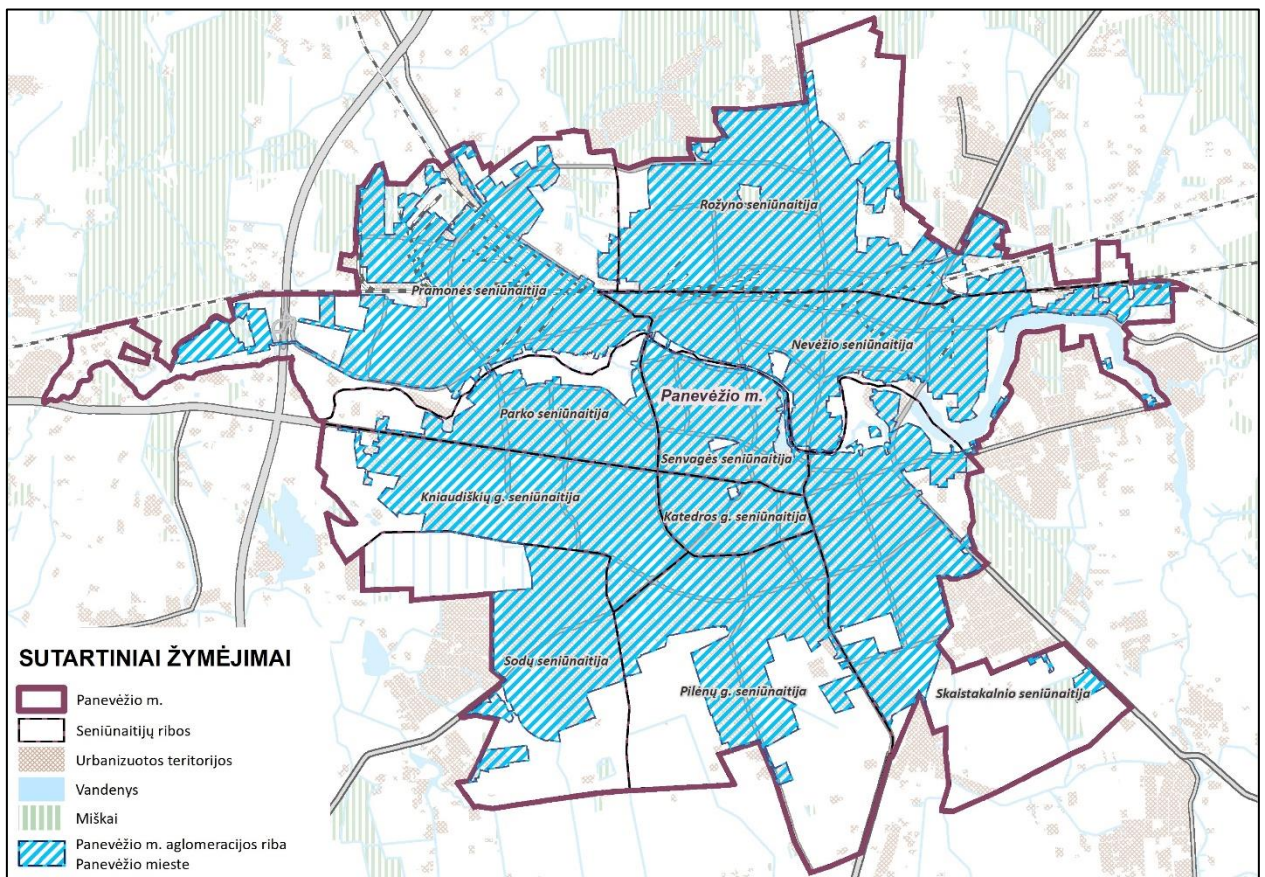 Rožyno seniūnaitija
Pramonės seniūnaitija
Nevėžio seniūnaitija
Panevėžio m.
Parko seniūnaitija
Senvagės seniūnaitija
Kniaudiškių g. seniūnaitija
Katedros g. seniūnaitija
Sodų seniūnaitija
Pilėnų g. seniūnaitija
Skaistakalnio seniūnaitija
SUTARTINIAI ŽYMĖJIMAI
Panevėžio m.
Seniūnaitijų ribos
Urbanizuotos teritorijos
Vandenys
Miškai
Panevėžio m. aglomeracijos riba
Panevėžio mieste